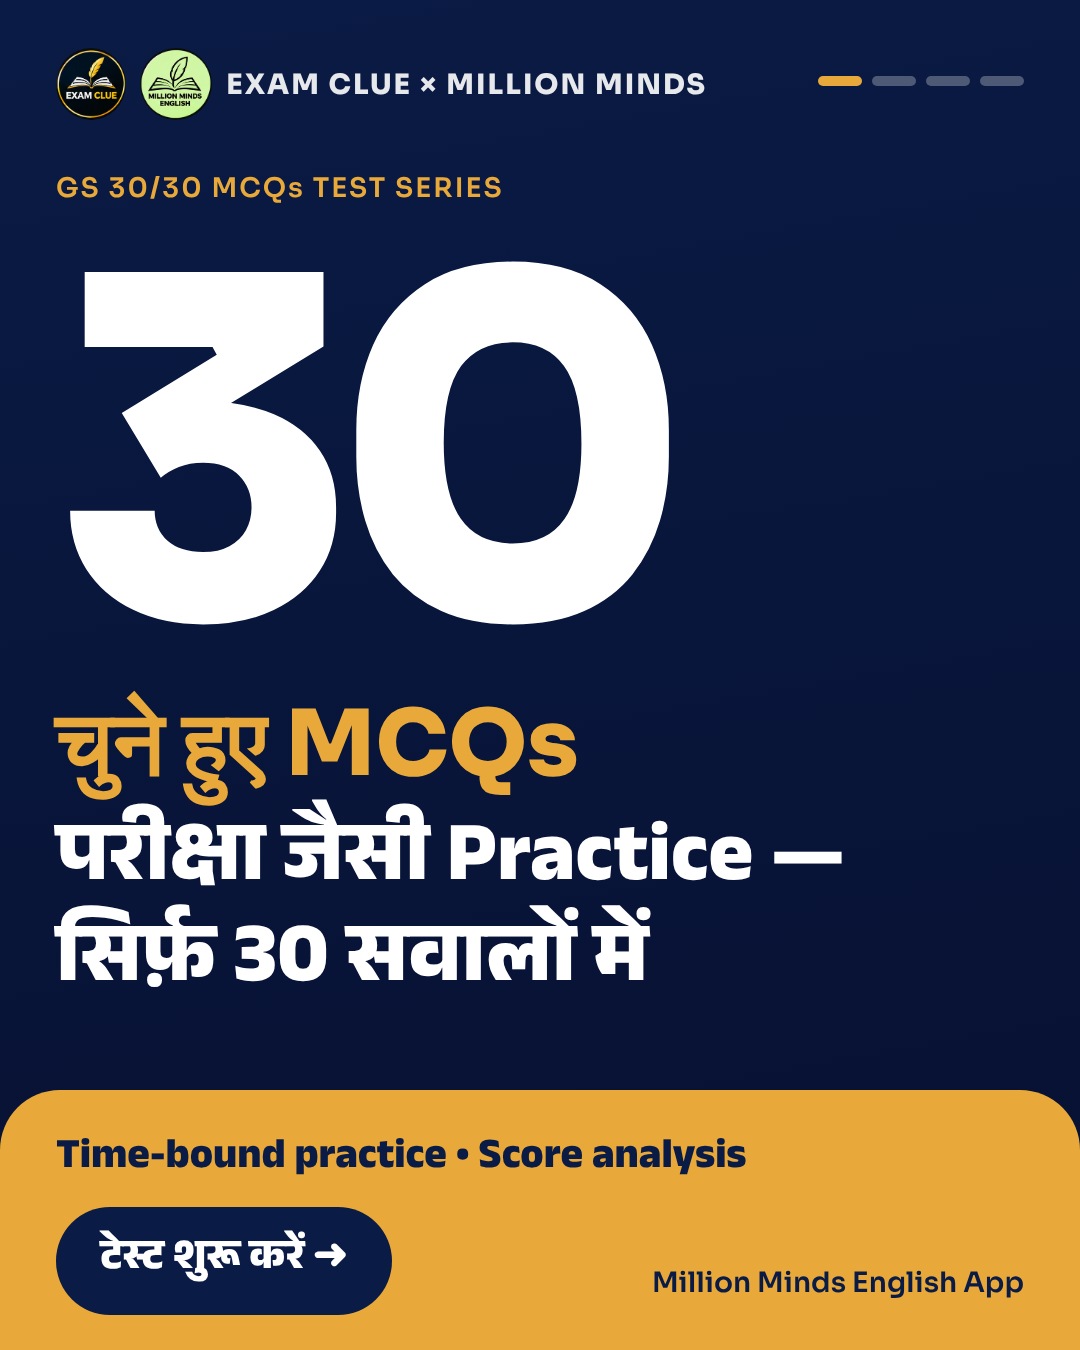 EXAM CLUE
MILLION MINDS
ENGLISH
EXAM CLUE × MILLION MINDS
GS 30/30 MCQs TEST SERIES
30
चुने हुए MCQs
परीक्षा जैसी Practice —
सिर्फ़ 30 सवालों में
Time-bound practice • Score analysis
टेस्ट शुरू करें →
Million Minds English App